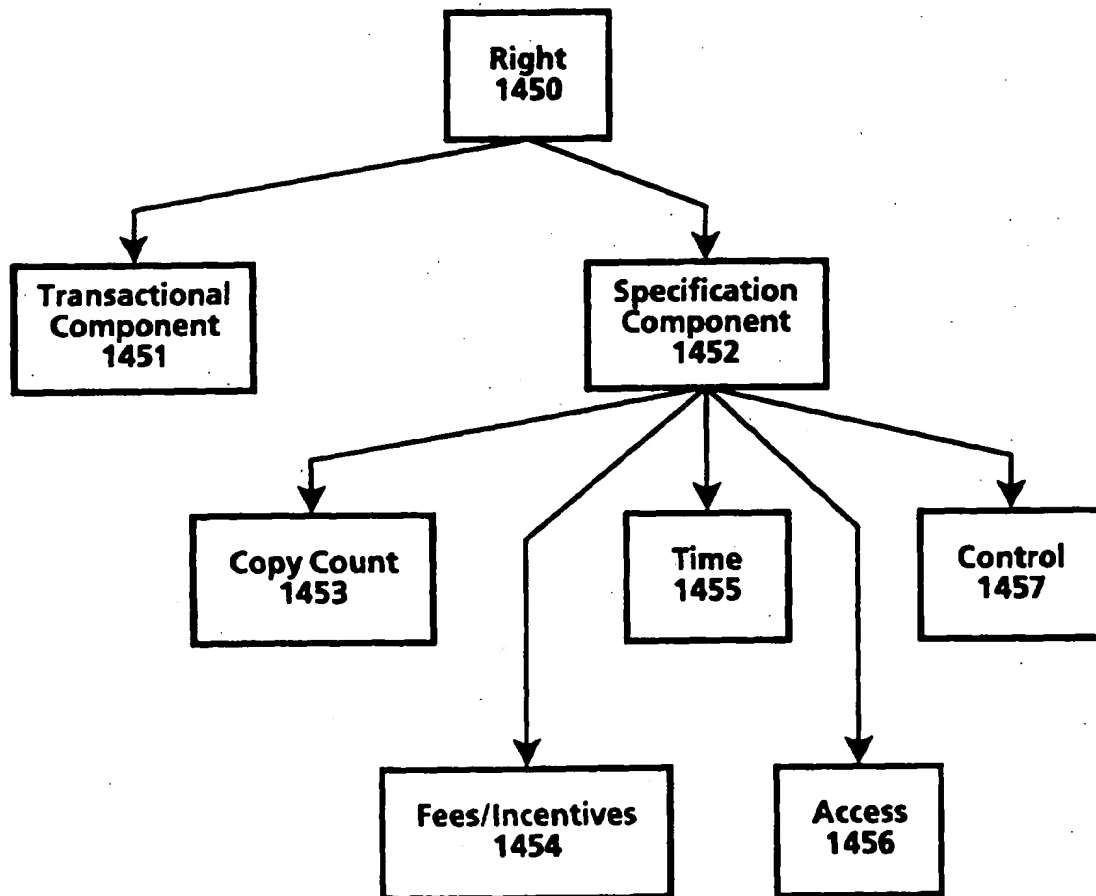 Right
1450
Transactional
Component
1451
Specification
Component
1452
Copy Count
1453
Time
1455
Control
1457
Fees/Incentives
1454
Access
1456